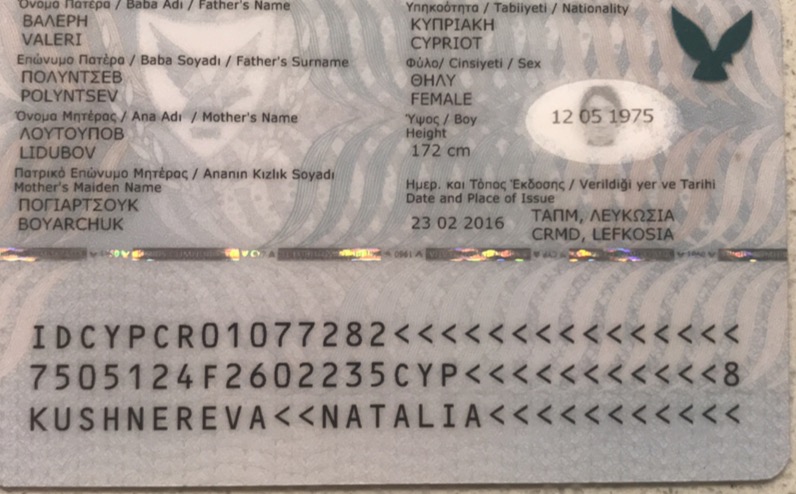 Όνομα Πατέρα / Baba Adı / Father's Name
ΒΑΛΕΡΗ
VALERI
Επώνυμο Πατέρα / Baba Soyadı / Father's Surname
ΠΟΛΥΝΤΣΕΒ
POLYNTSEV
Όνομα Μητέρας / Ana Adı / Mother's Name
ΛΟΥΤΟΥΠΟΒ
LIDUBOV
Πατρικό Επώνυμο Μητέρας / Ananın Kızlık Soyadı
Mother's Maiden Name
ΠΟΓΙΑΡΤΣΟΥΚ
BOYARCHUK
Υπηκοότητα / Tabiiyeti / Nationality
ΚΥΠΡΙΑΚΗ
CYPRIOT
Φύλο/ Cinsiyeti / Sex
ΘΗΛΥ
FEMALE
Ύψος / Boy
Height
172 cm
12 05 1975
Ημερ. και Τόπος Έκδοσης / Verildiği yer ve Tarihi
Date and Place of Issue
23 02 2016
ΤΑΠΜ, ΛΕΥΚΩΣΙΑ
CRMD, LEFKOSIA
IDCYPCR01077282<<<<<<<<<<<<<<<
7505124F2602235CYP<<<<<<<<<<<8
KUSHNEREVA<<NATALIA<<<<<<<<<<<